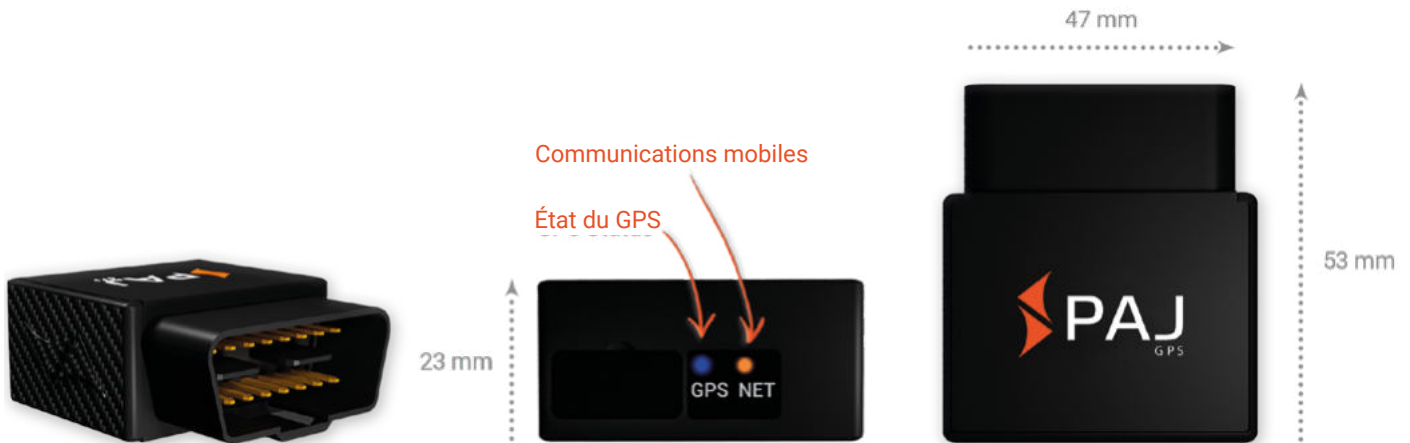 47 mm
Communications mobiles
État du GPS
53 mm
23 mm
PAJ
GPS
GPS NET